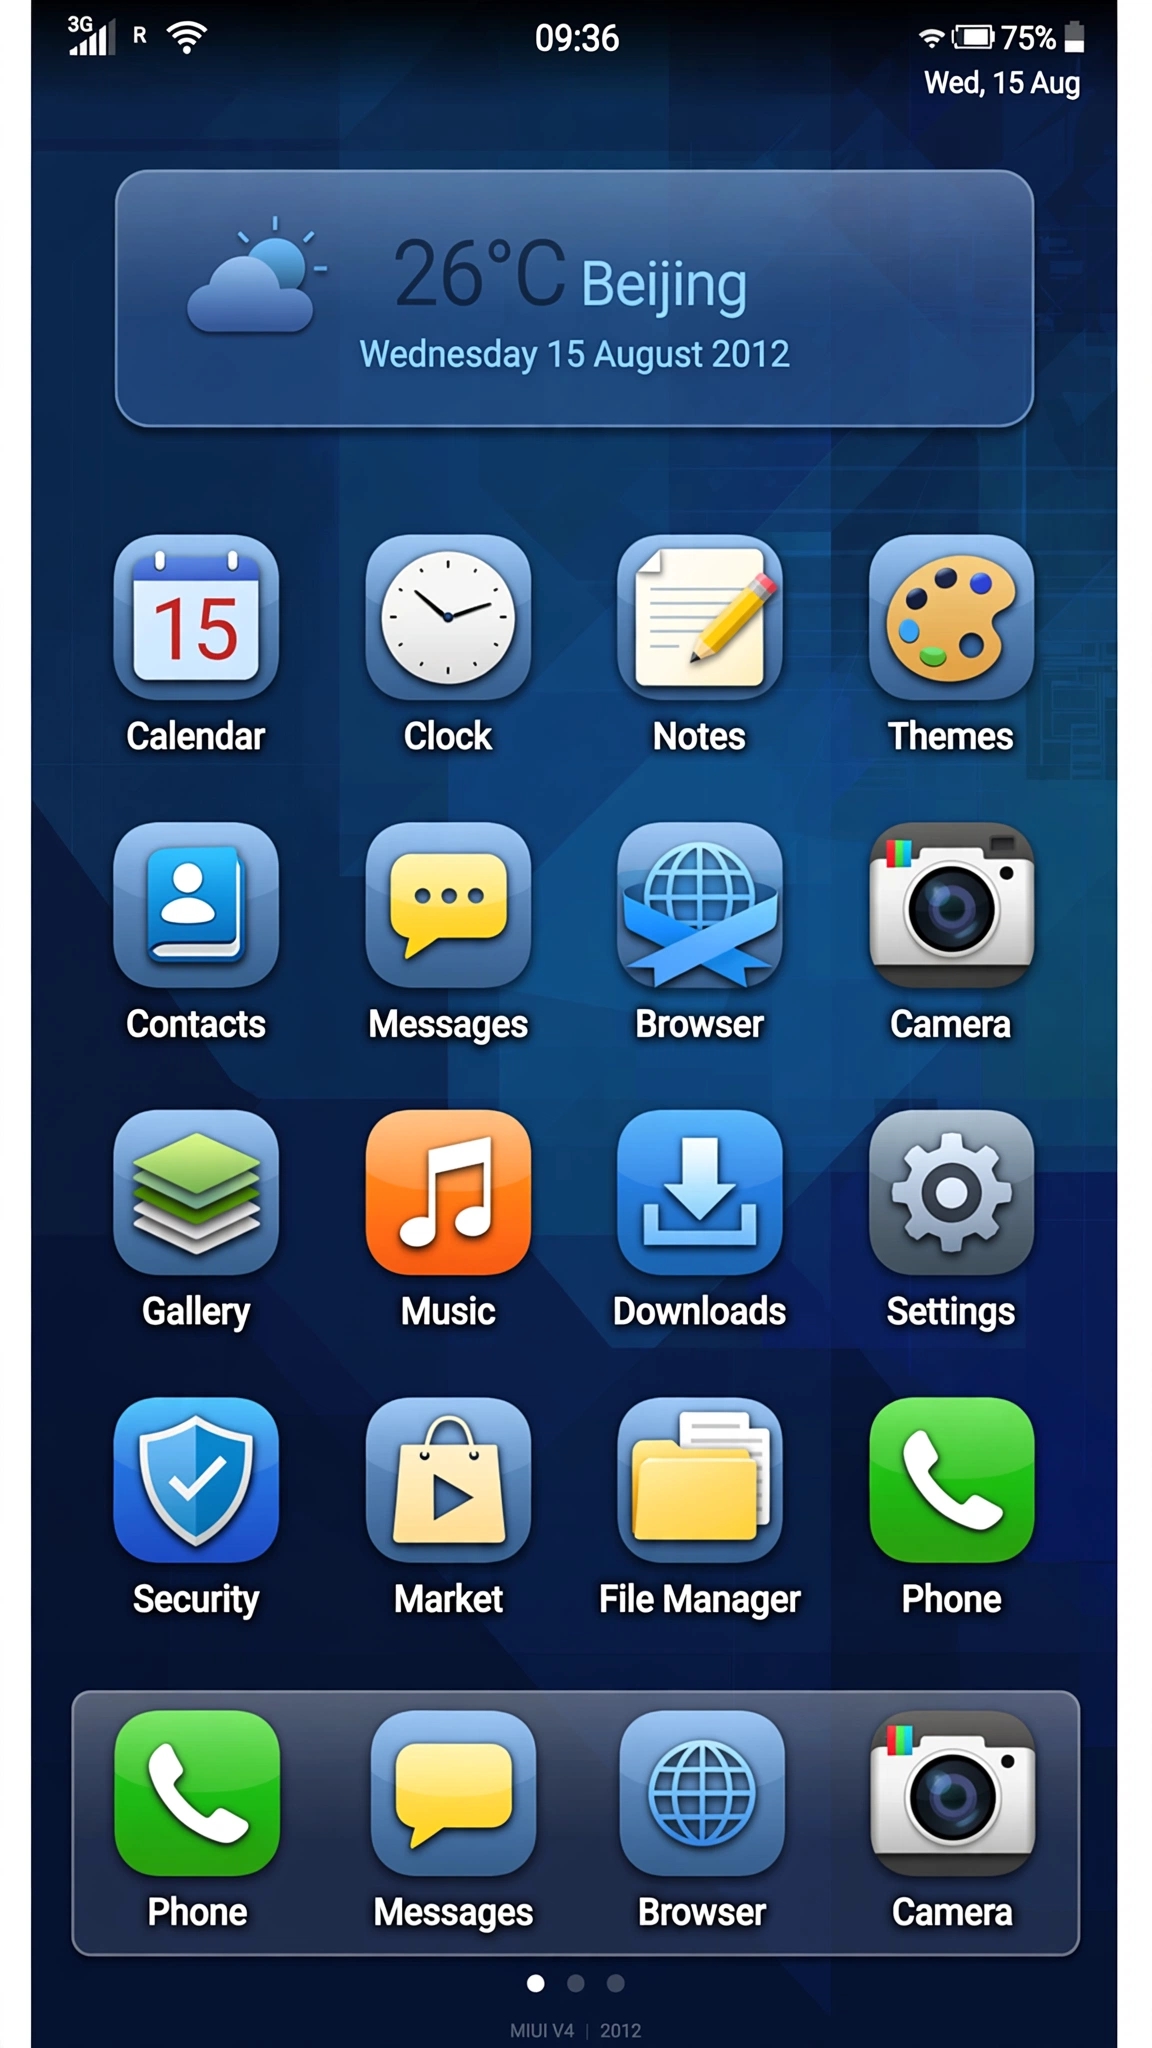 3G R 09:36 75%
Wed, 15 Aug
26°C Beijing
Wednesday 15 August 2012
15
Calendar Clock Notes Themes
Contacts Messages Browser Camera
Gallery Music Downloads Settings
Security Market File Manager Phone
Phone Messages Browser Camera
MIUI V4 | 2012